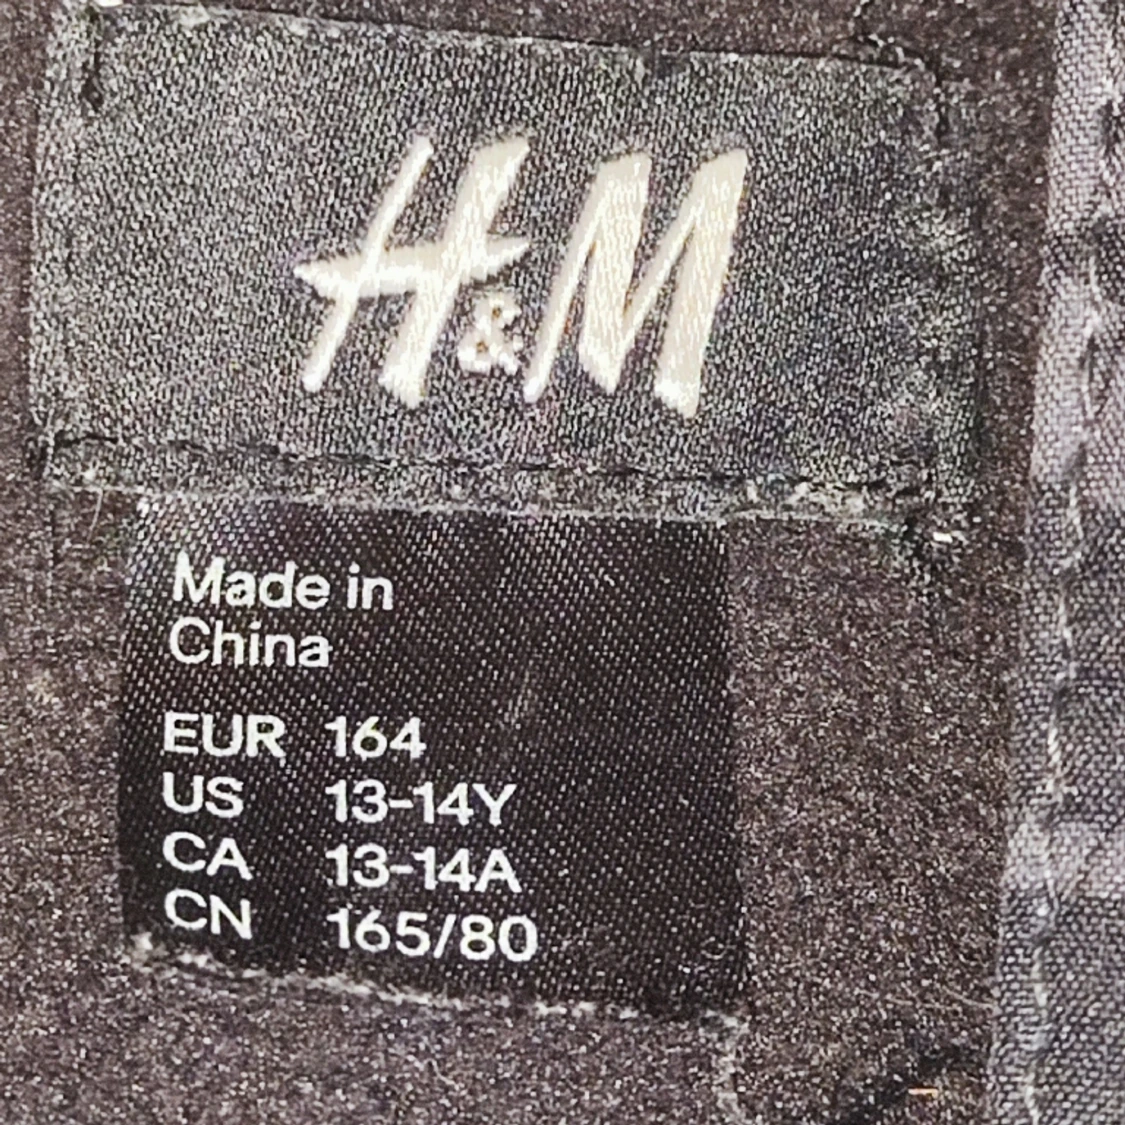 H&M
Made in
China
EUR 164
US 13-14Y
CA 13-14A
CN 165/80